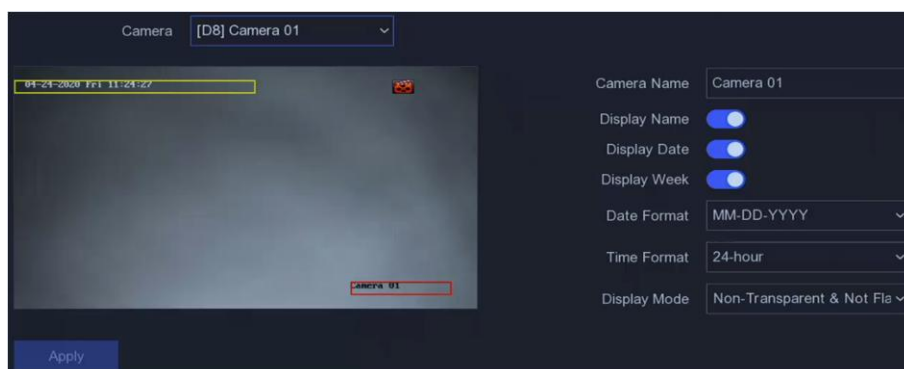 Camera [D8] Camera 01
04-24-2020 Fri 11:24:27
Camera Name Camera 01
Display Name
Display Date
Display Week
Date Format MM-DD-YYYY
Time Format 24-hour
Camera 01
Display Mode Non-Transparent & Not Fla
Apply